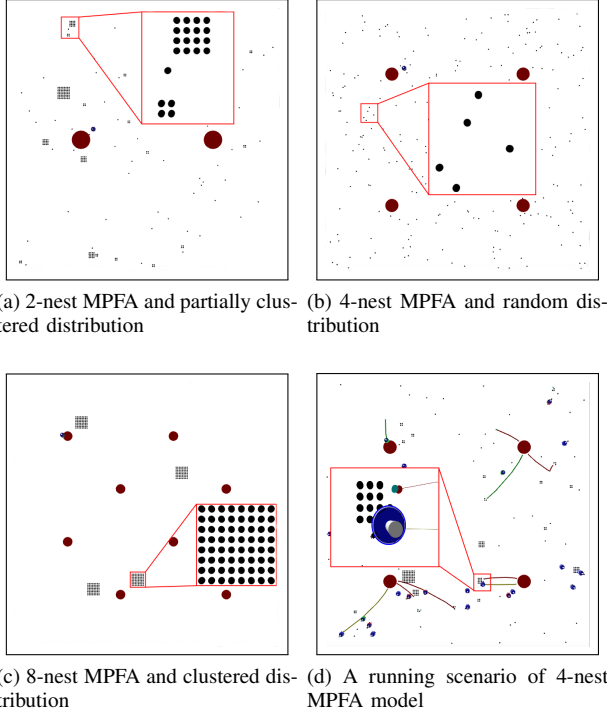 (a) 2-nest MPFA and partially clus-
tered distribution
(b) 4-nest MPFA and random dis-
tribution
(c) 8-nest MPFA and clustered dis-
tribution
(d) A running scenario of 4-nest
MPFA model